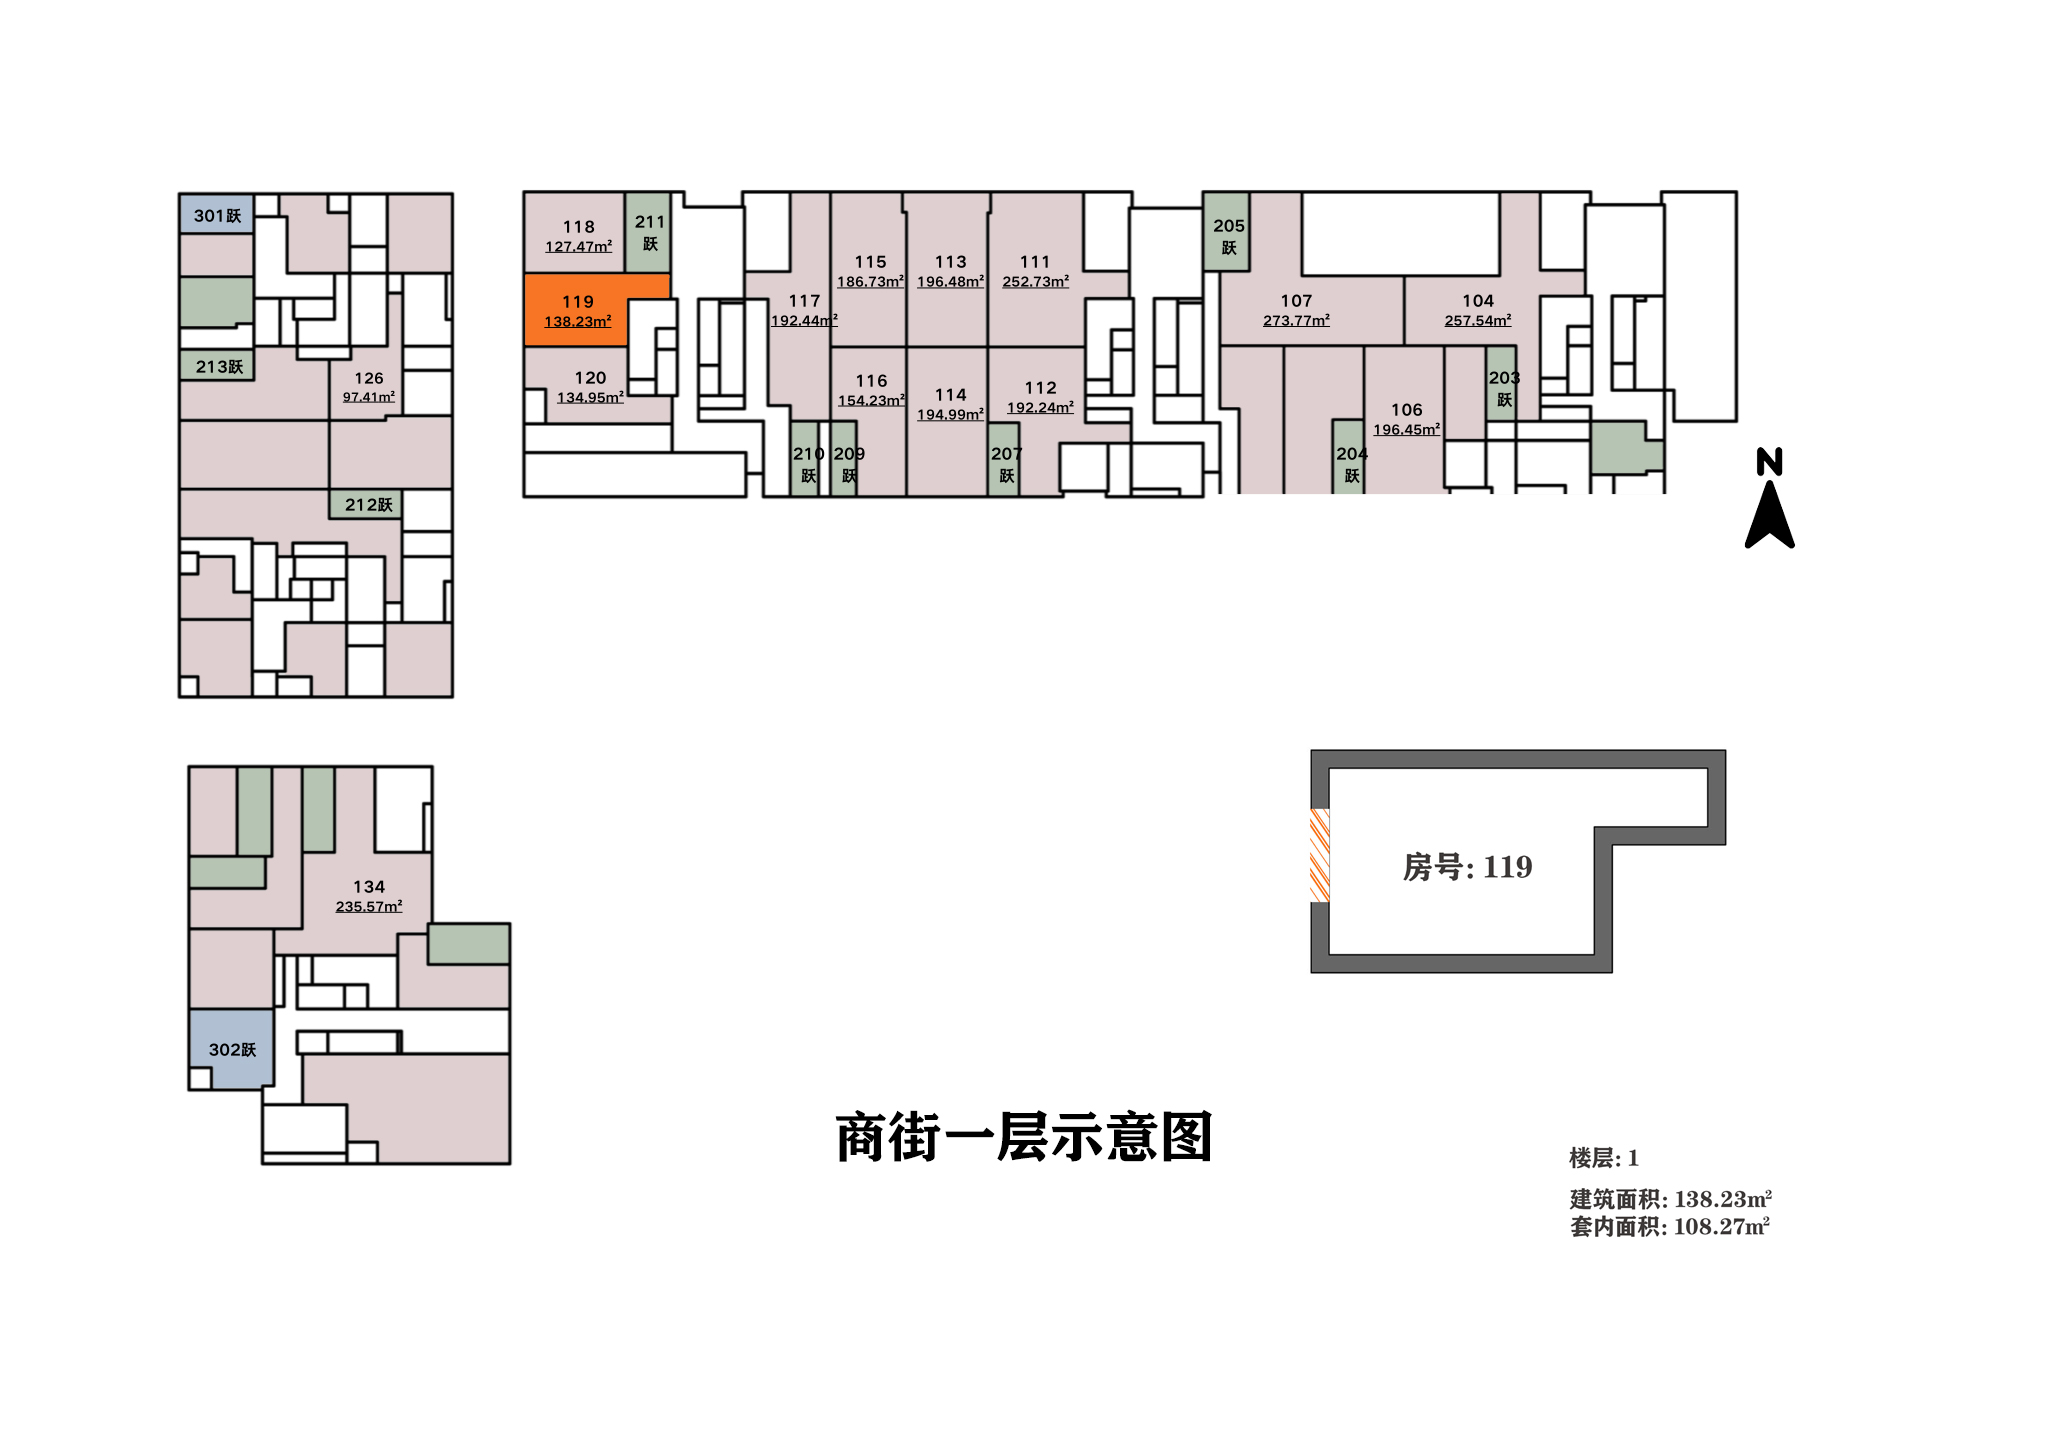 301跃
213跃
126
97.41m²
212跃
118
127.47m²
211
跃
119
138.23m²
120
134.95m²
117
192.44m²
115
186.73m²
113
196.48m²
111
252.73m²
116
154.23m²
114
194.99m²
112
192.24m²
210
跃
209
跃
207
跃
205
跃
107
273.77m²
104
257.54m²
203
跃
106
196.45m²
204
跃
N
134
235.57m²
302跃
房号: 119
商街一层示意图
楼层: 1
建筑面积: 138.23m²
套内面积: 108.27m²